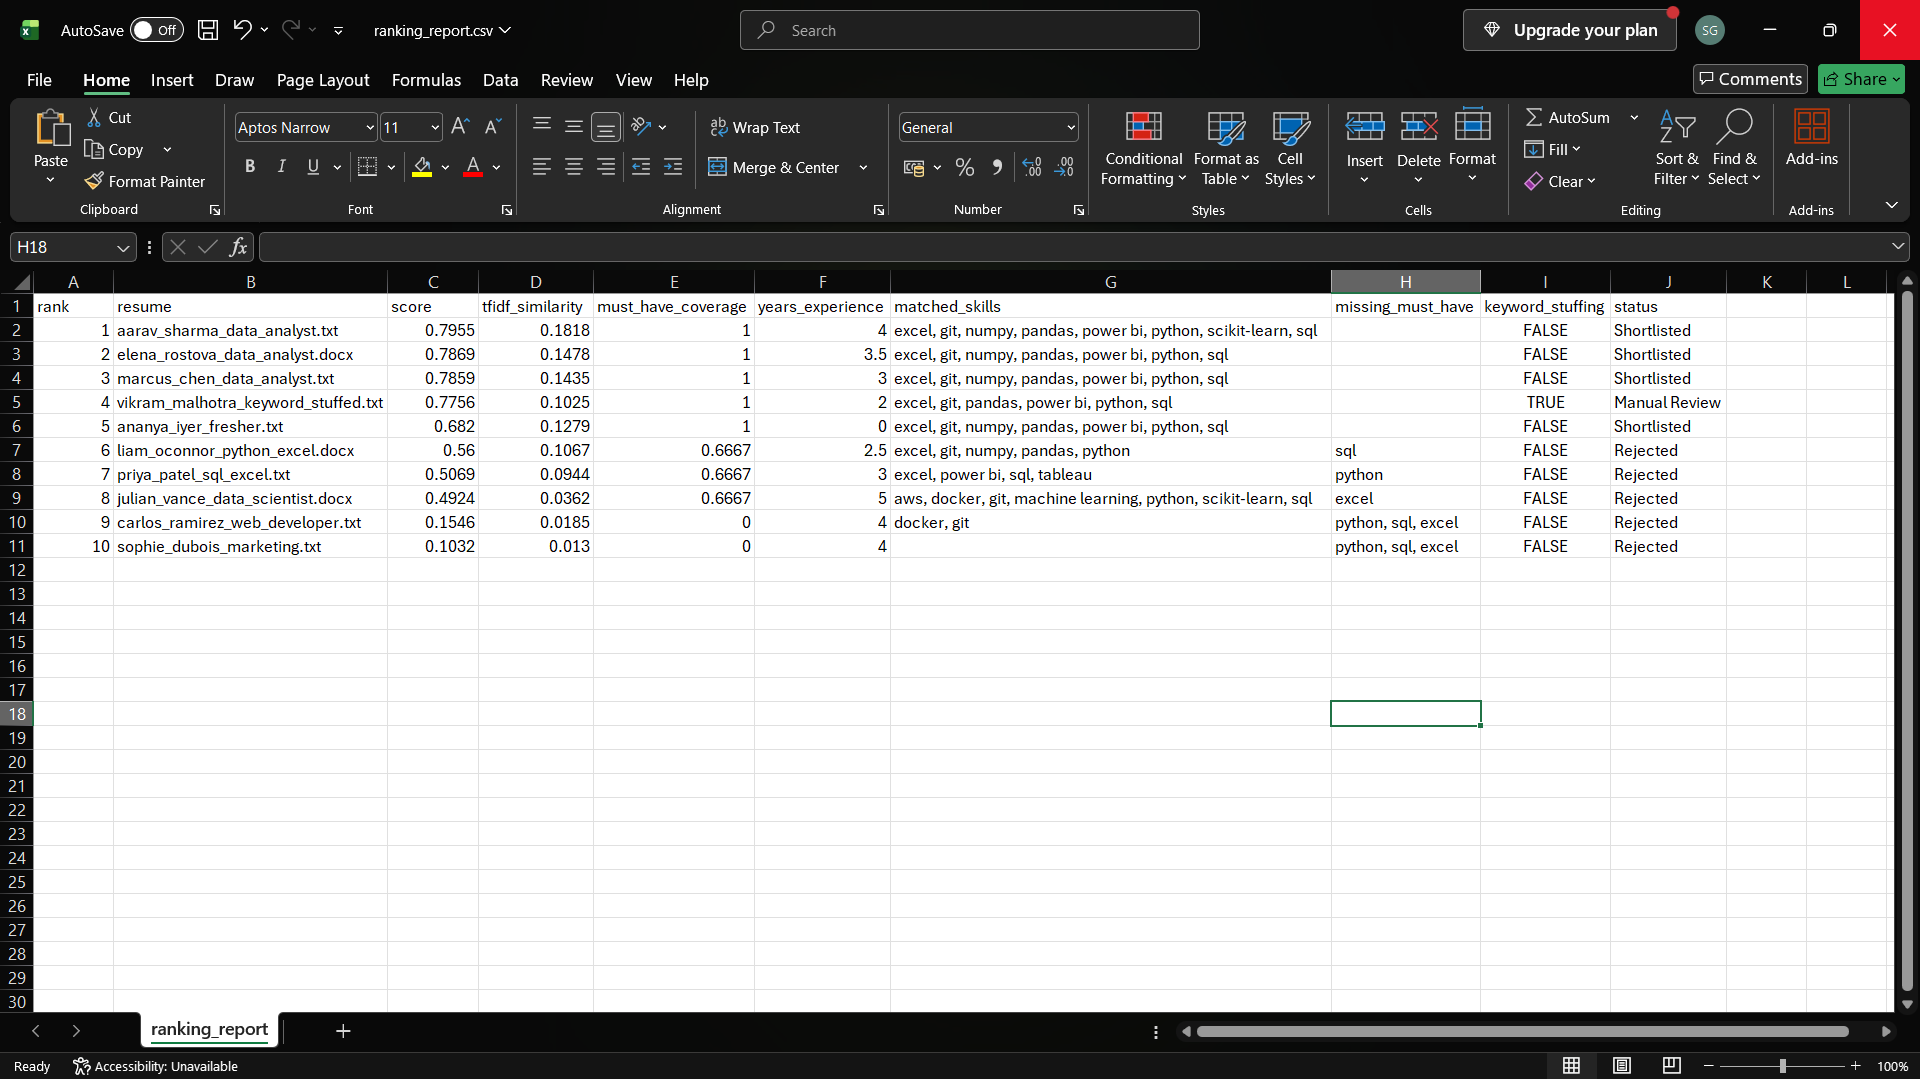 AutoSave Off ranking_report.csv Search Upgrade your plan SG
File Home Insert Draw Page Layout Formulas Data Review View Help Comments Share
Paste Cut Copy Format Painter Clipboard
Aptos Narrow 11 B I U A Font
Wrap Text Merge & Center Alignment
General % Number
Conditional Formatting Format as Table Cell Styles Styles
Insert Delete Format Cells
AutoSum Fill Clear Sort & Filter Find & Select Editing
Add-ins Add-ins
H18 fx
A B C D E F G H I J K L
1 rank resume score tfidf_similarity must_have_coverage years_experience matched_skills missing_must_have keyword_stuffing status
2 1 aarav_sharma_data_analyst.txt 0.7955 0.1818 1 4 excel, git, numpy, pandas, power bi, python, scikit-learn, sql FALSE Shortlisted
3 2 elena_rostova_data_analyst.docx 0.7869 0.1478 1 3.5 excel, git, numpy, pandas, power bi, python, sql FALSE Shortlisted
4 3 marcus_chen_data_analyst.txt 0.7859 0.1435 1 3 excel, git, numpy, pandas, power bi, python, sql FALSE Shortlisted
5 4 vikram_malhotra_keyword_stuffed.txt 0.7756 0.1025 1 2 excel, git, pandas, power bi, python, sql TRUE Manual Review
6 5 ananya_iyer_fresher.txt 0.682 0.1279 1 0 excel, git, numpy, pandas, power bi, python, sql FALSE Shortlisted
7 6 liam_oconnor_python_excel.docx 0.56 0.1067 0.6667 2.5 excel, git, numpy, pandas, python sql FALSE Rejected
8 7 priya_patel_sql_excel.txt 0.5069 0.0944 0.6667 3 excel, power bi, sql, tableau python FALSE Rejected
9 8 julian_vance_data_scientist.docx 0.4924 0.0362 0.6667 5 aws, docker, git, machine learning, python, scikit-learn, sql excel FALSE Rejected
10 9 carlos_ramirez_web_developer.txt 0.1546 0.0185 0 4 docker, git python, sql, excel FALSE Rejected
11 10 sophie_dubois_marketing.txt 0.1032 0.013 0 4 python, sql, excel FALSE Rejected
12
13
14
15
16
17
18
19
20
21
22
23
24
25
26
27
28
29
30
ranking_report
Ready Accessibility: Unavailable 100%